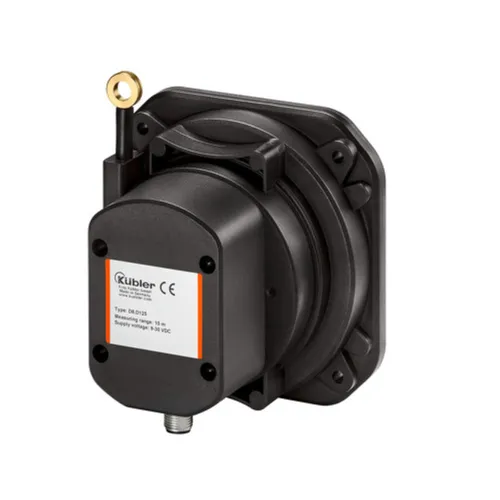 Kübler CE
Fritz Kübler GmbH
Made in Germany
www.kuebler.com
Type: D8.D125
Measuring range: 10 m
Supply voltage: 8-30 VDC